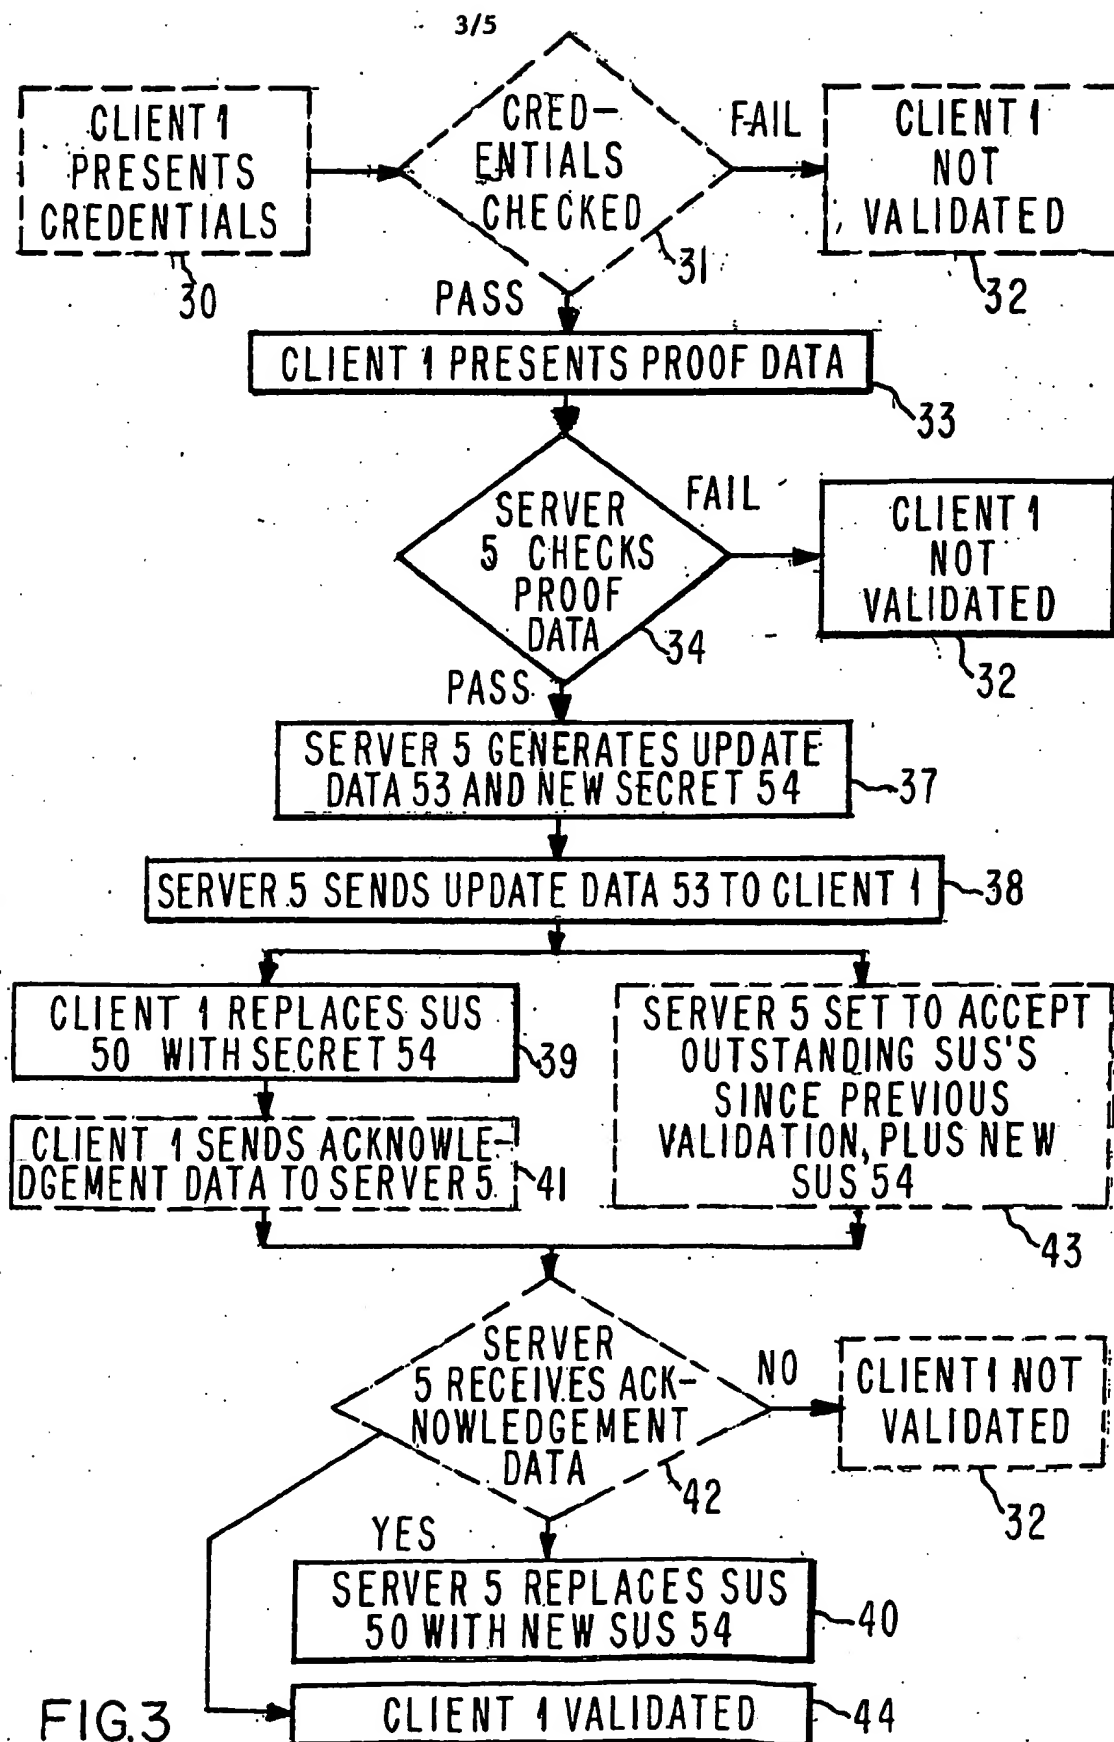 3/5
CLIENT 1
PRESENTS
CREDENTIALS
30
CRED-
ENTIALS
CHECKED
31
FAIL
CLIENT 1
NOT
VALIDATED
32
PASS
CLIENT 1 PRESENTS PROOF DATA
33
SERVER
5 CHECKS
PROOF
DATA
34
FAIL
CLIENT 1
NOT
VALIDATED
32
PASS
SERVER 5 GENERATES UPDATE
DATA 53 AND NEW SECRET 54
37
SERVER 5 SENDS UPDATE DATA 53 TO CLIENT 1
38
CLIENT 1 REPLACES SUS
50 WITH SECRET 54
39
CLIENT 1 SENDS ACKNOWLE-
DGEMENT DATA TO SERVER 5
41
SERVER 5 SET TO ACCEPT
OUTSTANDING SUS'S
SINCE PREVIOUS
VALIDATION, PLUS NEW
SUS 54
43
SERVER
5 RECEIVES ACK-
NOWLEDGEMENT
DATA
42
NO
CLIENT 1 NOT
VALIDATED
32
YES
SERVER 5 REPLACES SUS
50 WITH NEW SUS 54
40
CLIENT 1 VALIDATED
44
FIG.3